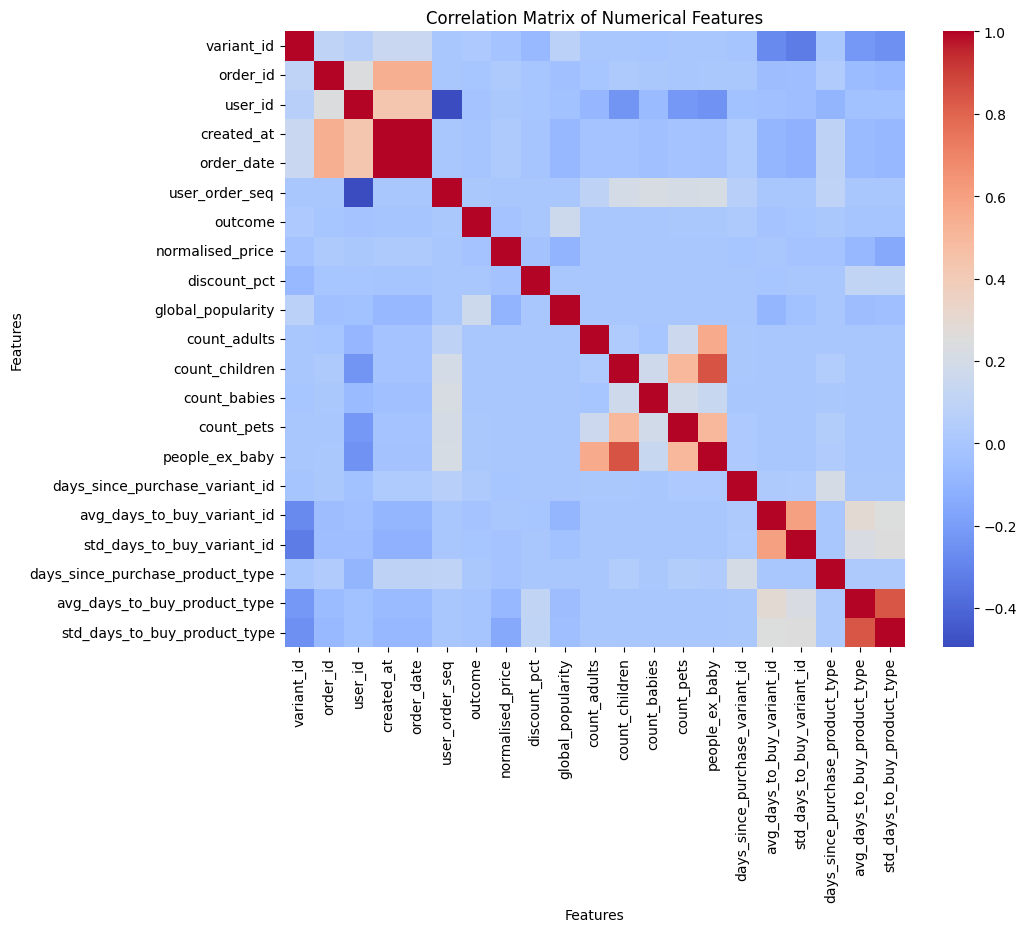 Correlation Matrix of Numerical Features
Features
variant_id
order_id
user_id
created_at
order_date
user_order_seq
outcome
normalised_price
discount_pct
global_popularity
count_adults
count_children
count_babies
count_pets
people_ex_baby
days_since_purchase_variant_id
avg_days_to_buy_variant_id
std_days_to_buy_variant_id
days_since_purchase_product_type
avg_days_to_buy_product_type
std_days_to_buy_product_type
variant_id
order_id
user_id
created_at
order_date
user_order_seq
outcome
normalised_price
discount_pct
global_popularity
count_adults
count_children
count_babies
count_pets
people_ex_baby
days_since_purchase_variant_id
avg_days_to_buy_variant_id
std_days_to_buy_variant_id
days_since_purchase_product_type
avg_days_to_buy_product_type
std_days_to_buy_product_type
Features
1.0
0.8
0.6
0.4
0.2
0.0
−0.2
−0.4